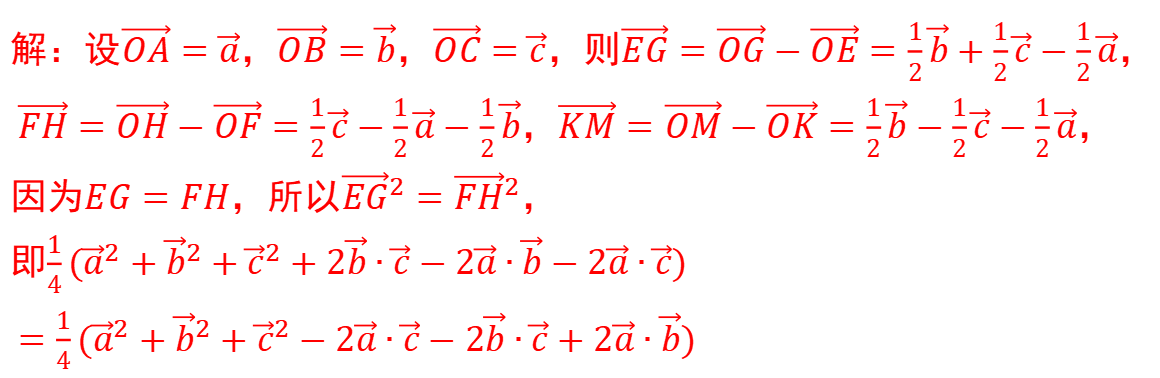 解：设$\overrightarrow{OA}=\vec{a}$，$\overrightarrow{OB}=\vec{b}$，$\overrightarrow{OC}=\vec{c}$，则$\overrightarrow{EG}=\overrightarrow{OG}-\overrightarrow{OE}=\frac{1}{2}\vec{b}+\frac{1}{2}\vec{c}-\frac{1}{2}\vec{a}$，
$\overrightarrow{FH}=\overrightarrow{OH}-\overrightarrow{OF}=\frac{1}{2}\vec{c}-\frac{1}{2}\vec{a}-\frac{1}{2}\vec{b}$，$\overrightarrow{KM}=\overrightarrow{OM}-\overrightarrow{OK}=\frac{1}{2}\vec{b}-\frac{1}{2}\vec{c}-\frac{1}{2}\vec{a}$，
因为$EG=FH$，所以$\overrightarrow{EG}^2=\overrightarrow{FH}^2$，
即$\frac{1}{4}(\vec{a}^2+\vec{b}^2+\vec{c}^2+2\vec{b}\cdot\vec{c}-2\vec{a}\cdot\vec{b}-2\vec{a}\cdot\vec{c})$
$=\frac{1}{4}(\vec{a}^2+\vec{b}^2+\vec{c}^2-2\vec{a}\cdot\vec{c}-2\vec{b}\cdot\vec{c}+2\vec{a}\cdot\vec{b})$